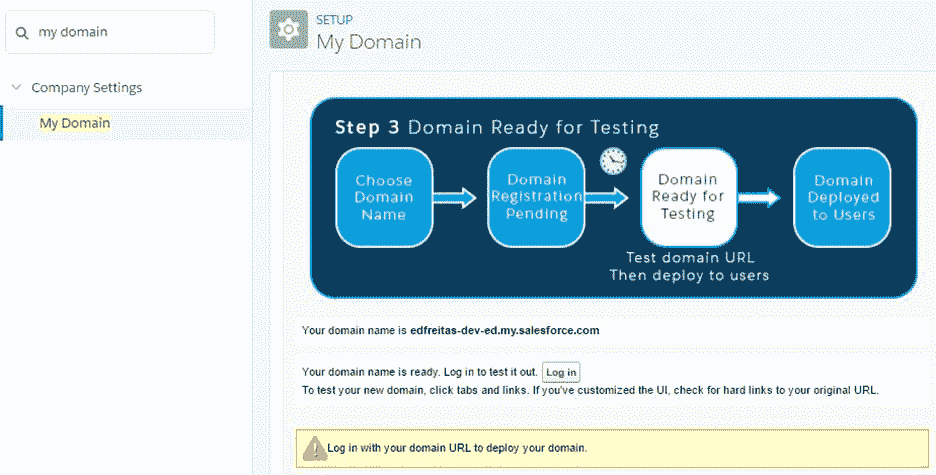 my domain
Company Settings
My Domain
SETUP
My Domain
Step 3 Domain Ready for Testing
Choose
Domain
Name
Domain
Registration
Pending
Domain
Ready for
Testing
Domain
Deployed
to Users
Test domain URL
Then deploy to users
Your domain name is edfreitas-dev-ed.my.salesforce.com
Your domain name is ready. Log in to test it out. Log in
To test your new domain, click tabs and links. If you've customized the UI, check for hard links to your original URL.
Log in with your domain URL to deploy your domain.